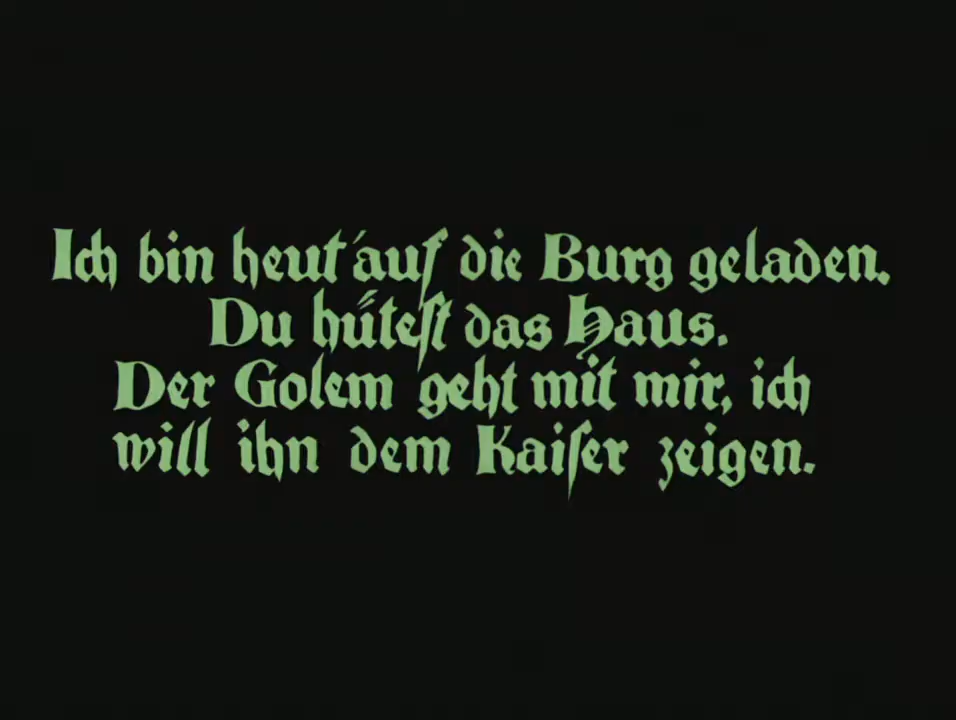 Ich bin heut' auf die Burg geladen.
Du hütest das Haus.
Der Golem geht mit mir, ich
will ihn dem Kaiser zeigen.